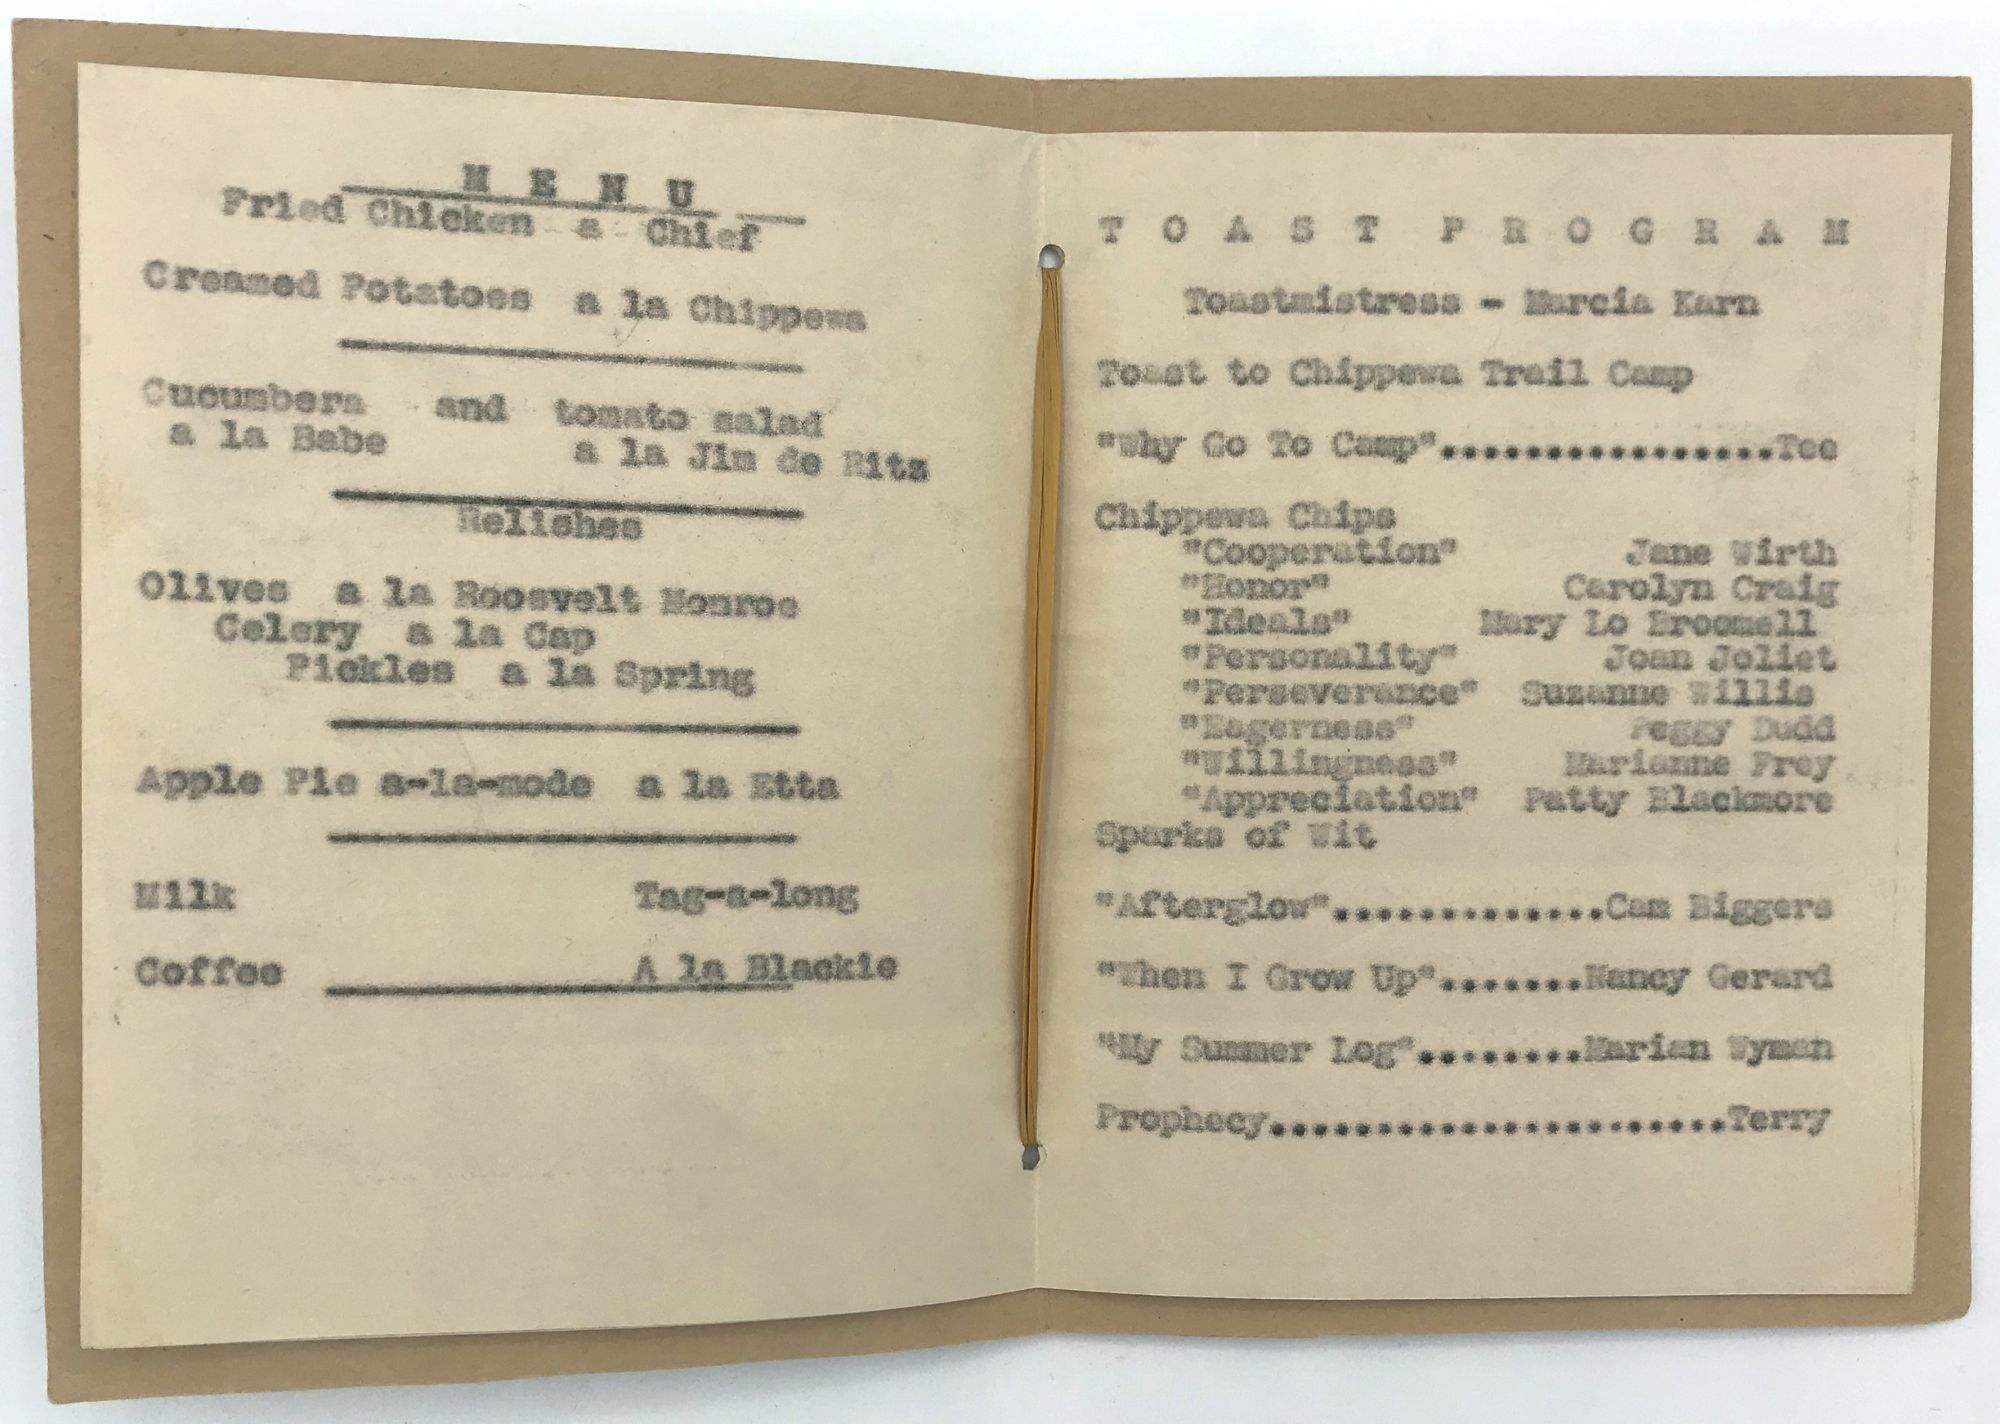 M E N U
Fried Chicken a Chief
Creamed Potatoes a la Chippewa
Cucumbers and tomato salad
a la Babe a la Jim de Ritz
Relishes
Olives a la Roosvelt Monroe
Celery a la Cap
Pickles a la Spring
Apple Pie a-la-mode a la Etta
Milk Tag-a-long
Coffee A la Blackie
T O A S T P R O G R A M
Toastmistress - Marcia Karn
Toast to Chippewa Trail Camp
"Why Go To Camp"................Tee
Chippewa Chips
"Cooperation" Jane Wirth
"Honor" Carolyn Craig
"Ideals" Mary Lo Broomell
"Personality" Joan Joliet
"Perseverance" Suzanne Willis
"Eagerness" Peggy Dudd
"Willingness" Marianne Frey
"Appreciation" Patty Blackmore
Sparks of Wit
"Afterglow".............Cam Biggers
"When I Grow Up".......Nancy Gerard
"My Summer Log"........Marian Wyman
Prophecy......................Terry